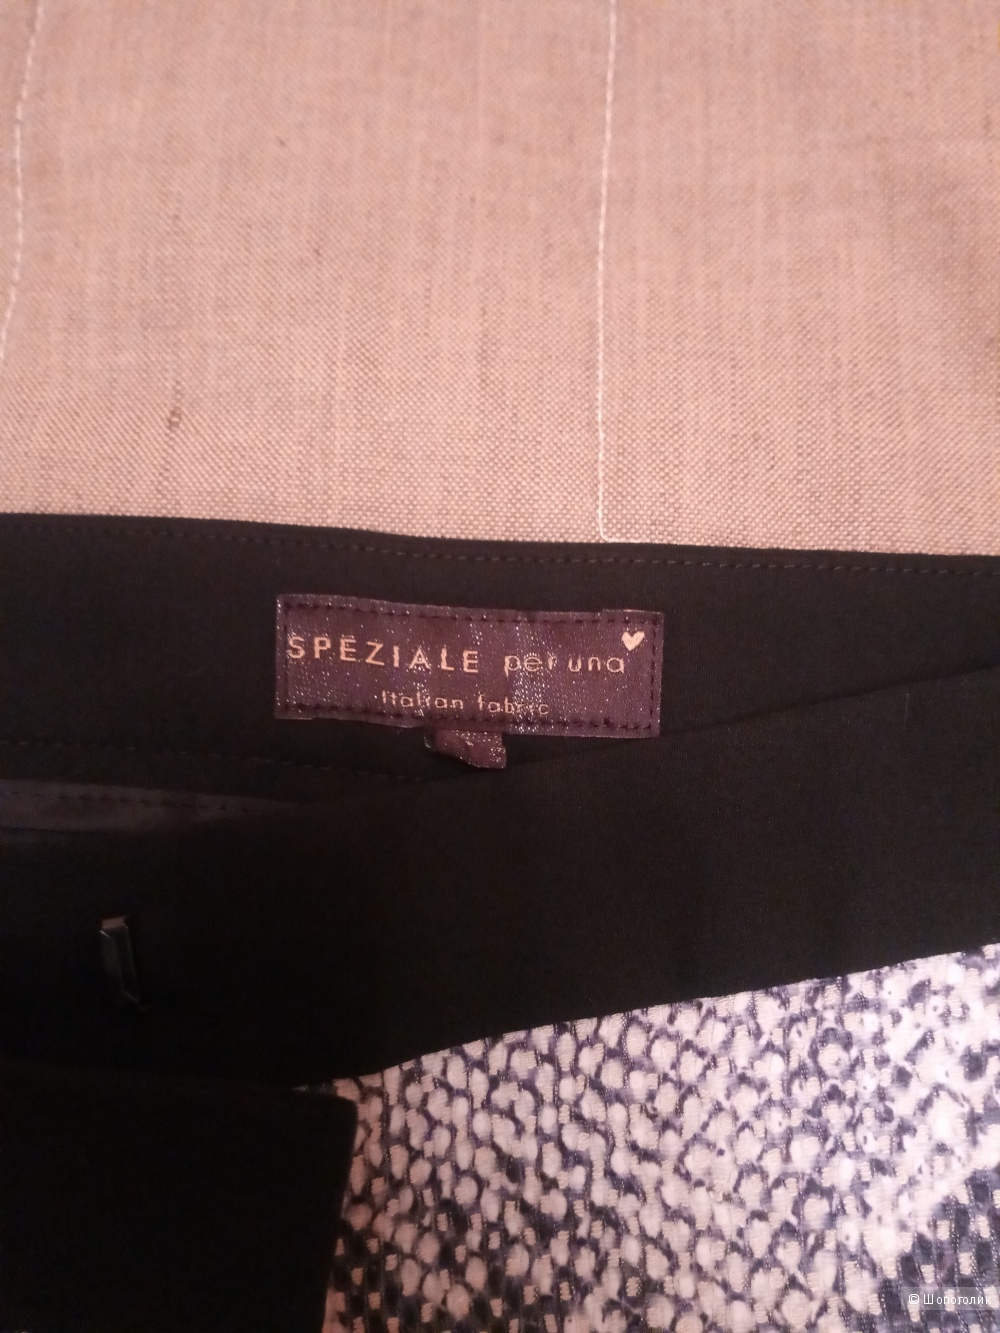 SPEZIALE per una
Italian fabric
© Шопоголик